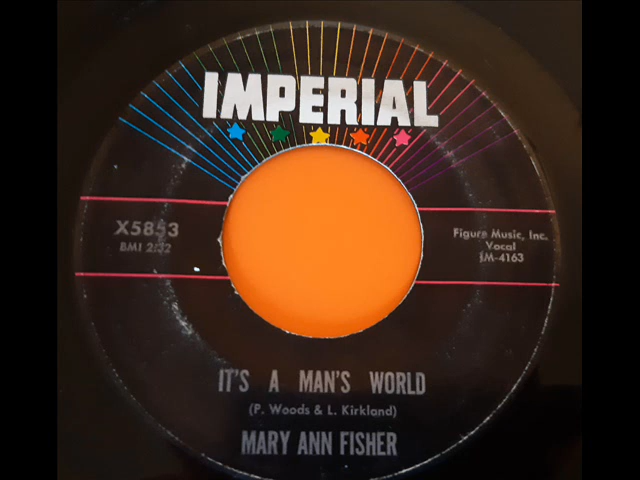 IMPERIAL
X5853
BMI 2:32
Figure Music, Inc.
Vocal
IM-4163
IT'S A MAN'S WORLD
(P. Woods & L. Kirkland)
MARY ANN FISHER